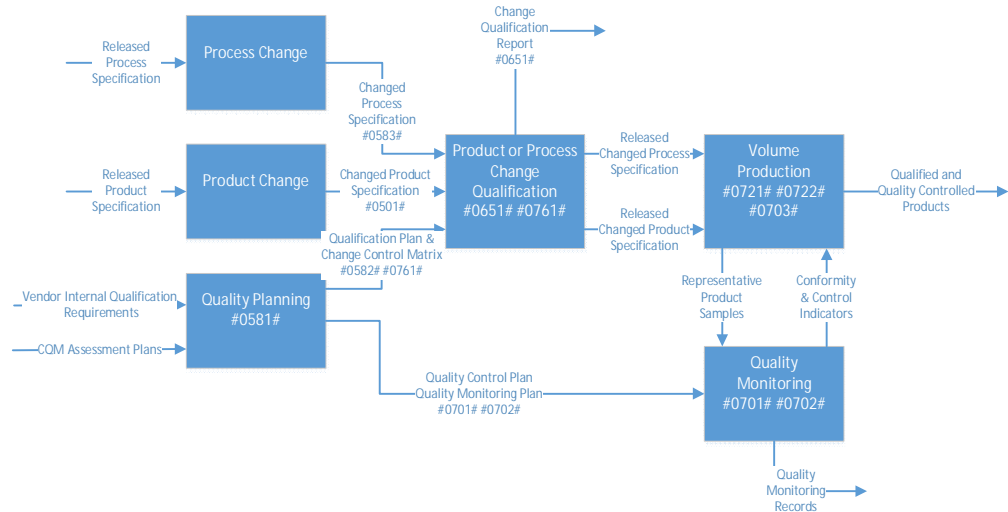 Change
Qualification
Report
#0651#
Released
Process
Specification
Process Change
Changed
Process
Specification
#0583#
Released
Product
Specification
Product Change
Changed Product
Specification
#0501#
Product or Process
Change
Qualification
#0651# #0761#
Released
Changed Process
Specification
Released
Changed Product
Specification
Volume
Production
#0721# #0722#
#0703#
Qualified and
Quality Controlled
Products
Qualification Plan &
Change Control Matrix
#0582# #0761#
Vendor Internal Qualification
Requirements
CQM Assessment Plans
Quality Planning
#0581#
Representative
Product
Samples
Conformity
& Control
Indicators
Quality Control Plan
Quality Monitoring Plan
#0701# #0702#
Quality
Monitoring
#0701# #0702#
Quality
Monitoring
Records